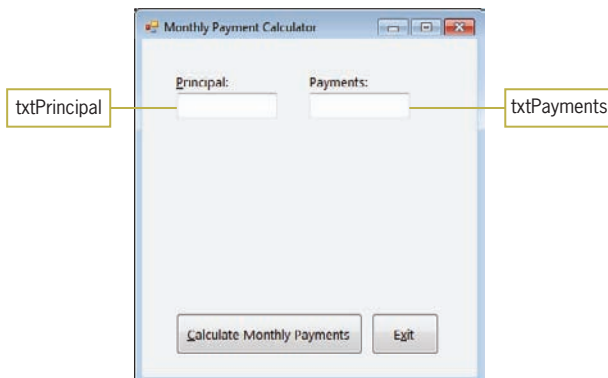 Monthly Payment Calculator
Principal:
Payments:
txtPrincipal
txtPayments
Calculate Monthly Payments
Exit